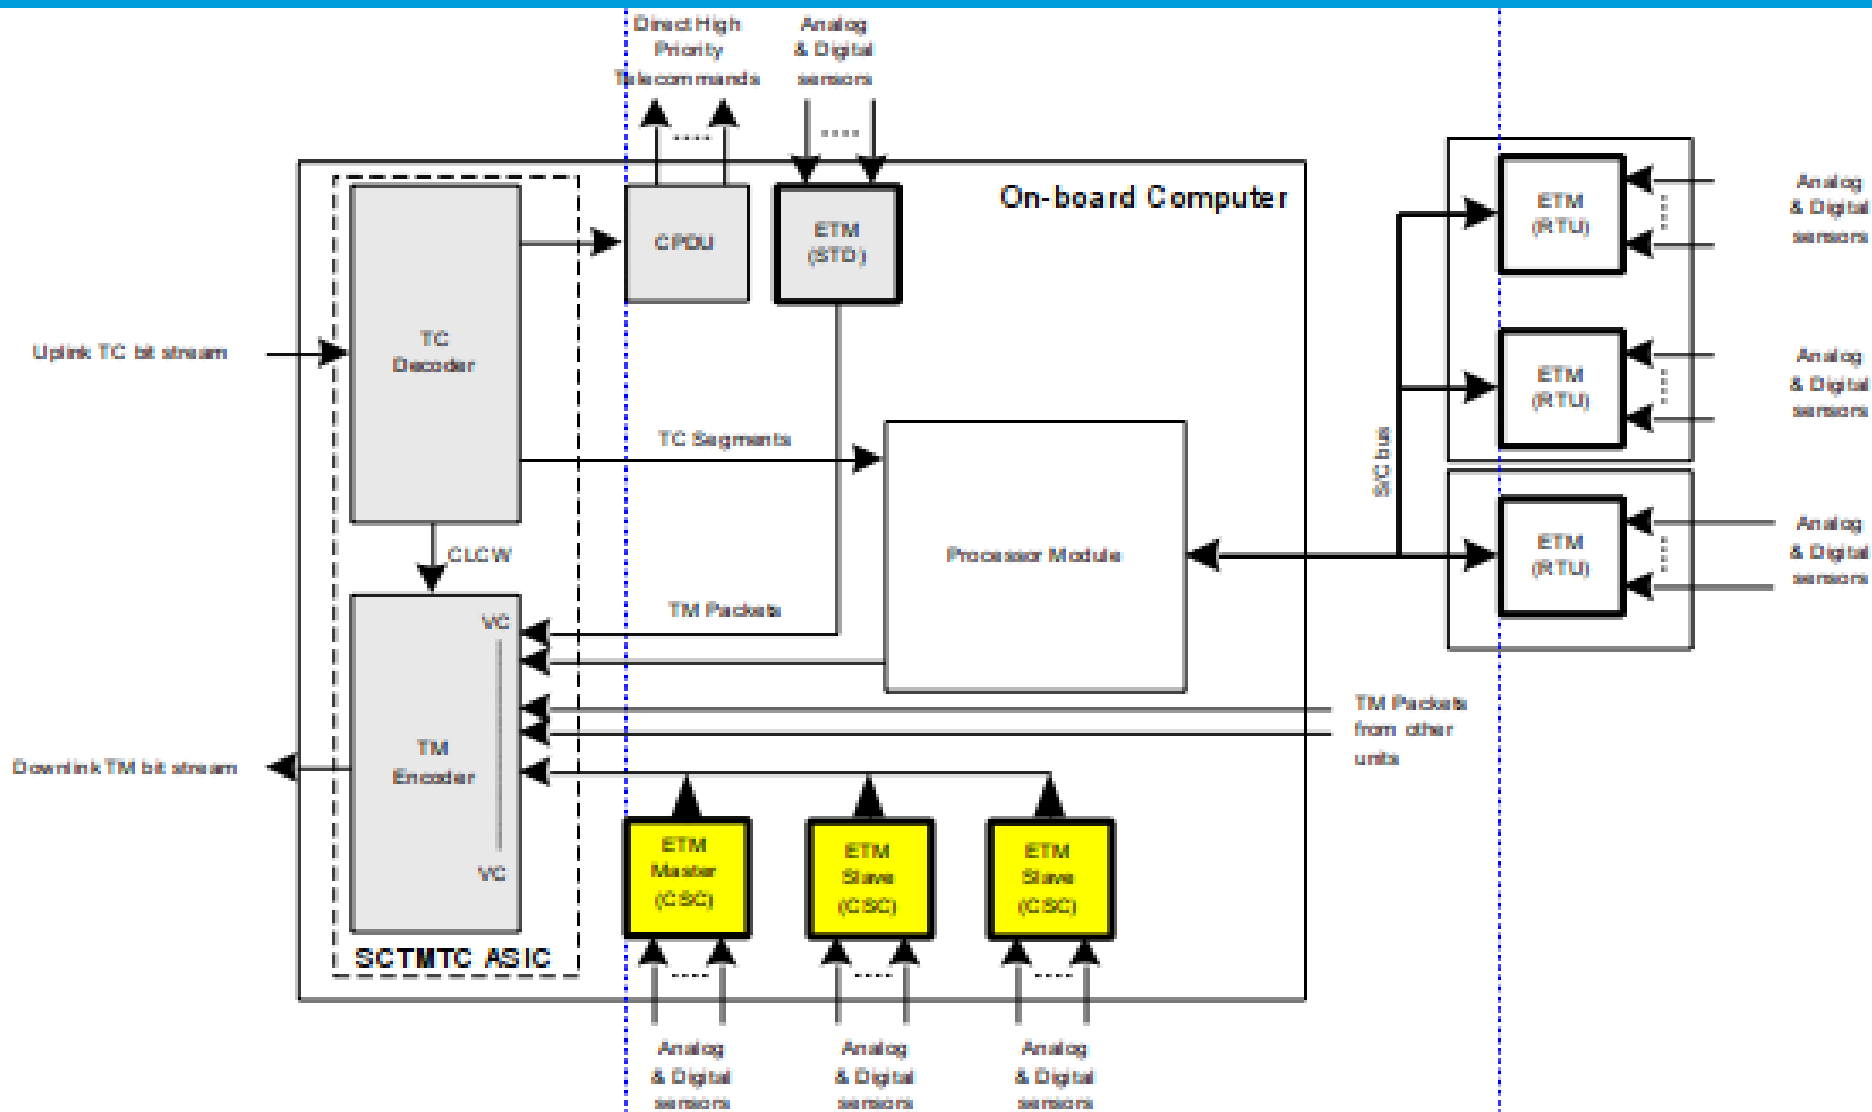 Direct High
Priority
Telecommands
Analog
& Digital
sensors
On-board Computer
CPDU
ETM
(STD)
ETM
(RTU)
Analog
& Digital
sensors
Uplink TC bit stream
TC
Decoder
ETM
(RTU)
Analog
& Digital
sensors
TC Segments
S/C bus
CLCW
Processor Module
ETM
(RTU)
Analog
& Digital
sensors
TM Packets
VC
TM Packets
from other
units
Downlink TM bit stream
TM
Encoder
VC
SCTMTC ASIC
ETM
Master
(CSC)
ETM
Slave
(CSC)
ETM
Slave
(CSC)
Analog
& Digital
sensors
Analog
& Digital
sensors
Analog
& Digital
sensors